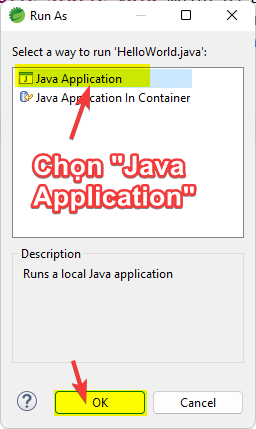 Run As
Select a way to run 'HelloWorld.java':
Java Application
Java Application In Container
Chọn "Java
Application"
Description
Runs a local Java application
?
OK
Cancel